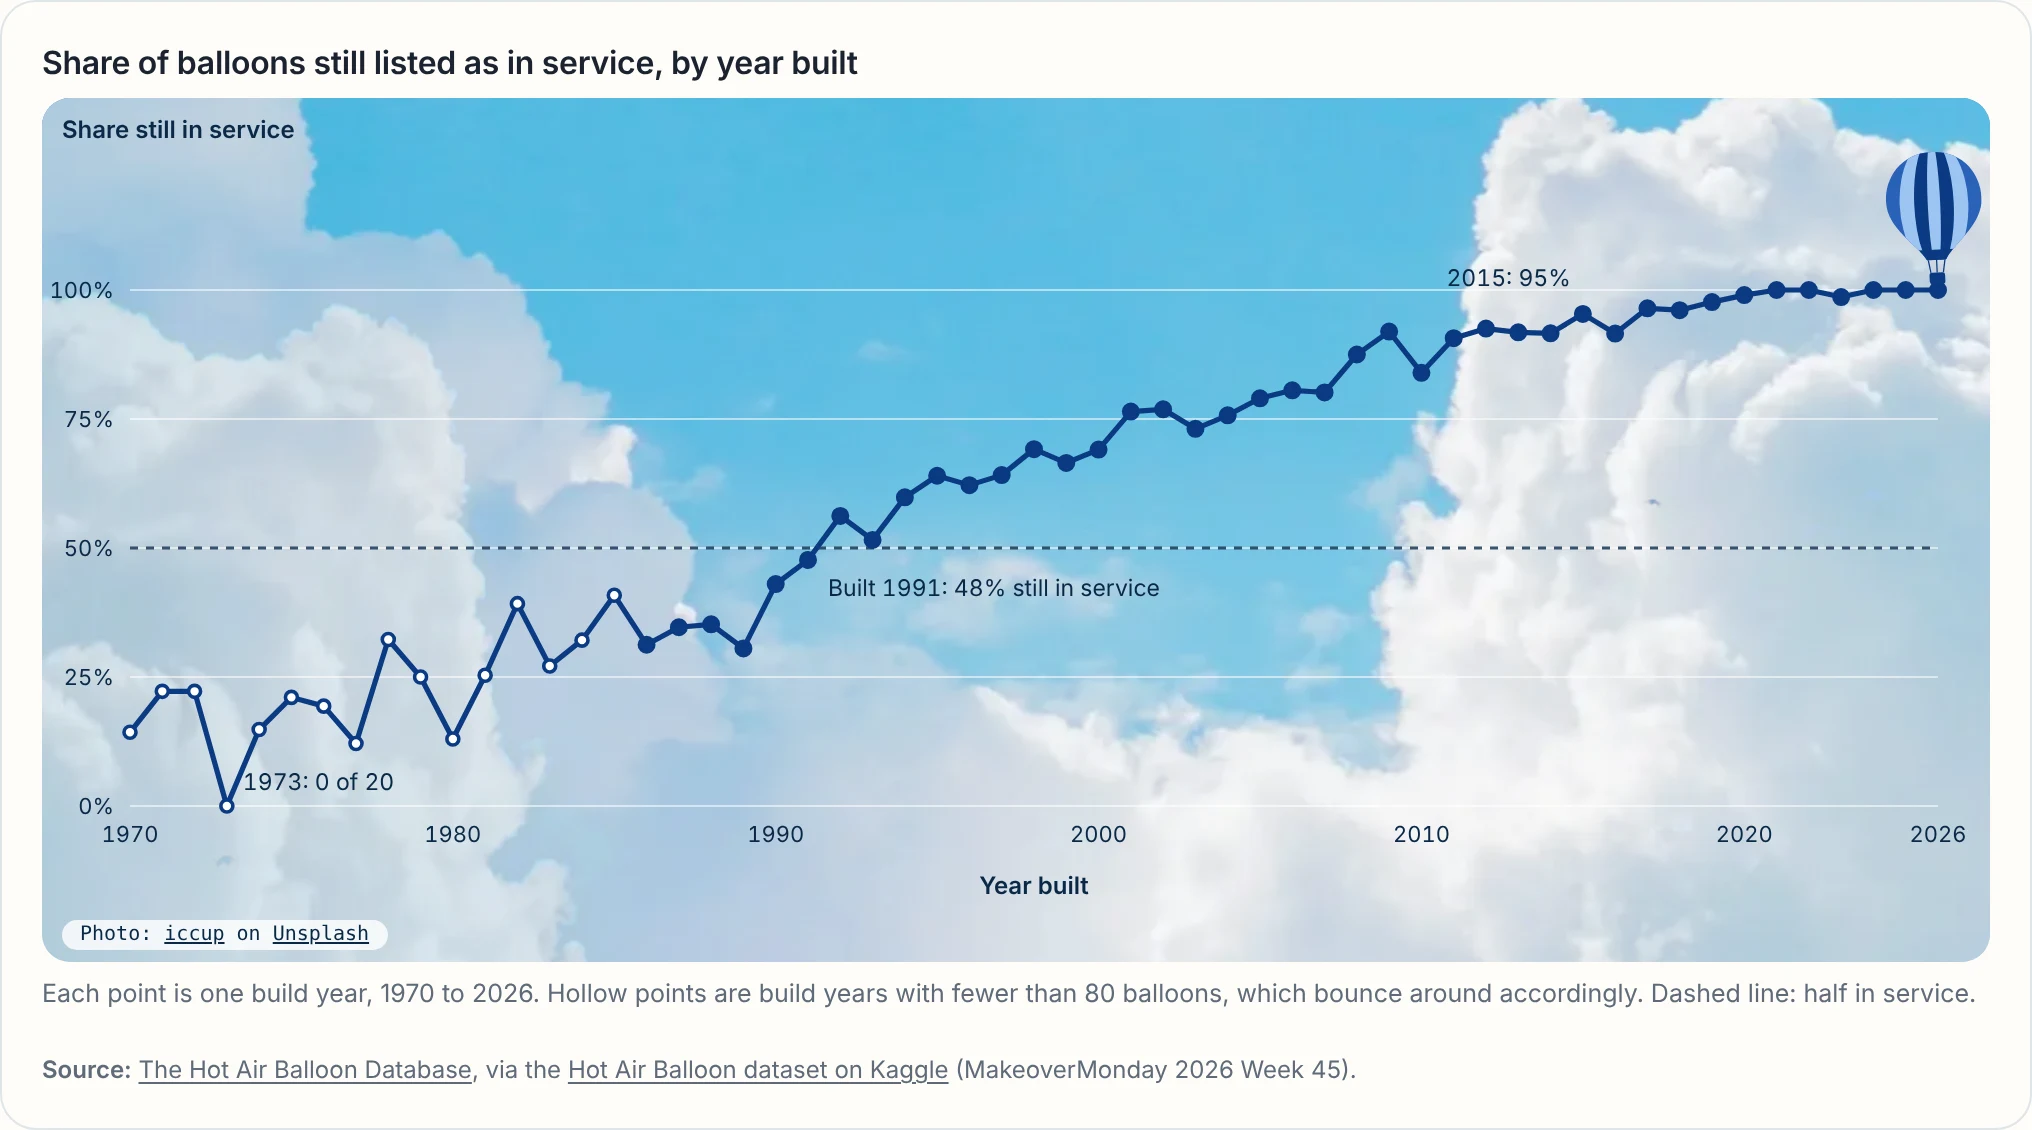 Share of balloons still listed as in service, by year built
Share still in service
2015: 95%
100%
75%
50%
Built 1991: 48% still in service
25%
1973: 0 of 20
0%
1970 1980 1990 2000 2010 2020 2026
Year built
Photo: iccup on Unsplash
Each point is one build year, 1970 to 2026. Hollow points are build years with fewer than 80 balloons, which bounce around accordingly. Dashed line: half in service.
Source: The Hot Air Balloon Database, via the Hot Air Balloon dataset on Kaggle (MakeoverMonday 2026 Week 45).